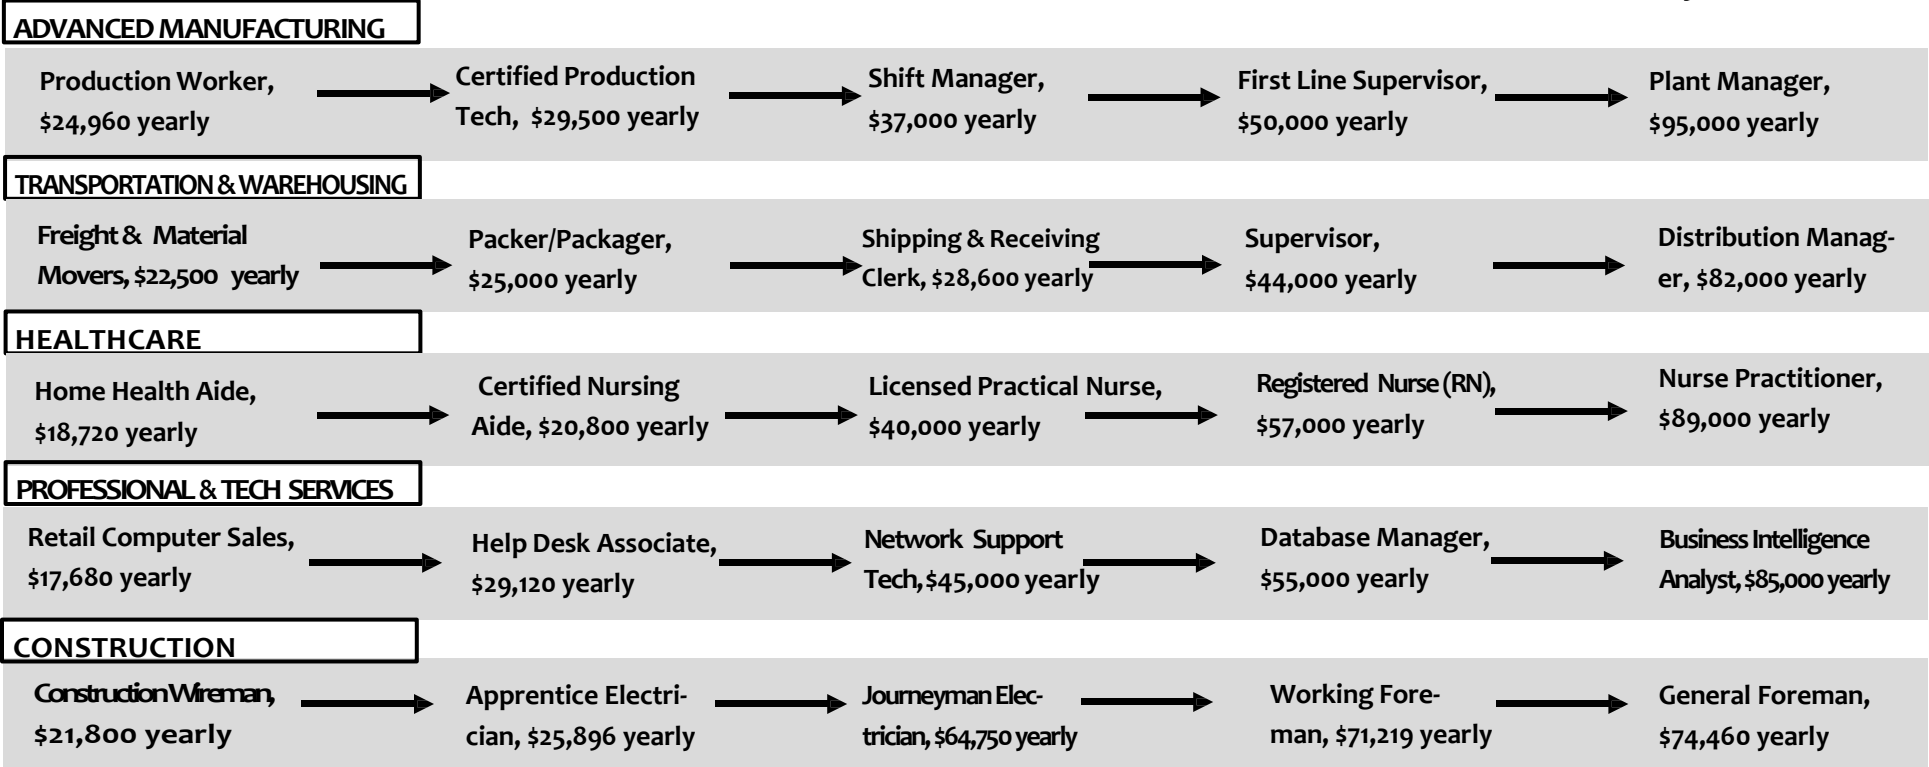 ADVANCED MANUFACTURING
Production Worker,
$24,960 yearly
Certified Production
Tech, $29,500 yearly
Shift Manager,
$37,000 yearly
First Line Supervisor,
$50,000 yearly
Plant Manager,
$95,000 yearly
TRANSPORTATION & WAREHOUSING
Freight & Material
Movers, $22,500 yearly
Packer/Packager,
$25,000 yearly
Shipping & Receiving
Clerk, $28,600 yearly
Supervisor,
$44,000 yearly
Distribution Manag-
er, $82,000 yearly
HEALTHCARE
Home Health Aide,
$18,720 yearly
Certified Nursing
Aide, $20,800 yearly
Licensed Practical Nurse,
$40,000 yearly
Registered Nurse (RN),
$57,000 yearly
Nurse Practitioner,
$89,000 yearly
PROFESSIONAL & TECH SERVICES
Retail Computer Sales,
$17,680 yearly
Help Desk Associate,
$29,120 yearly
Network Support
Tech, $45,000 yearly
Database Manager,
$55,000 yearly
Business Intelligence
Analyst, $85,000 yearly
CONSTRUCTION
Construction Wireman,
$21,800 yearly
Apprentice Electri-
cian, $25,896 yearly
Journeyman Elec-
trician, $64,750 yearly
Working Fore-
man, $71,219 yearly
General Foreman,
$74,460 yearly